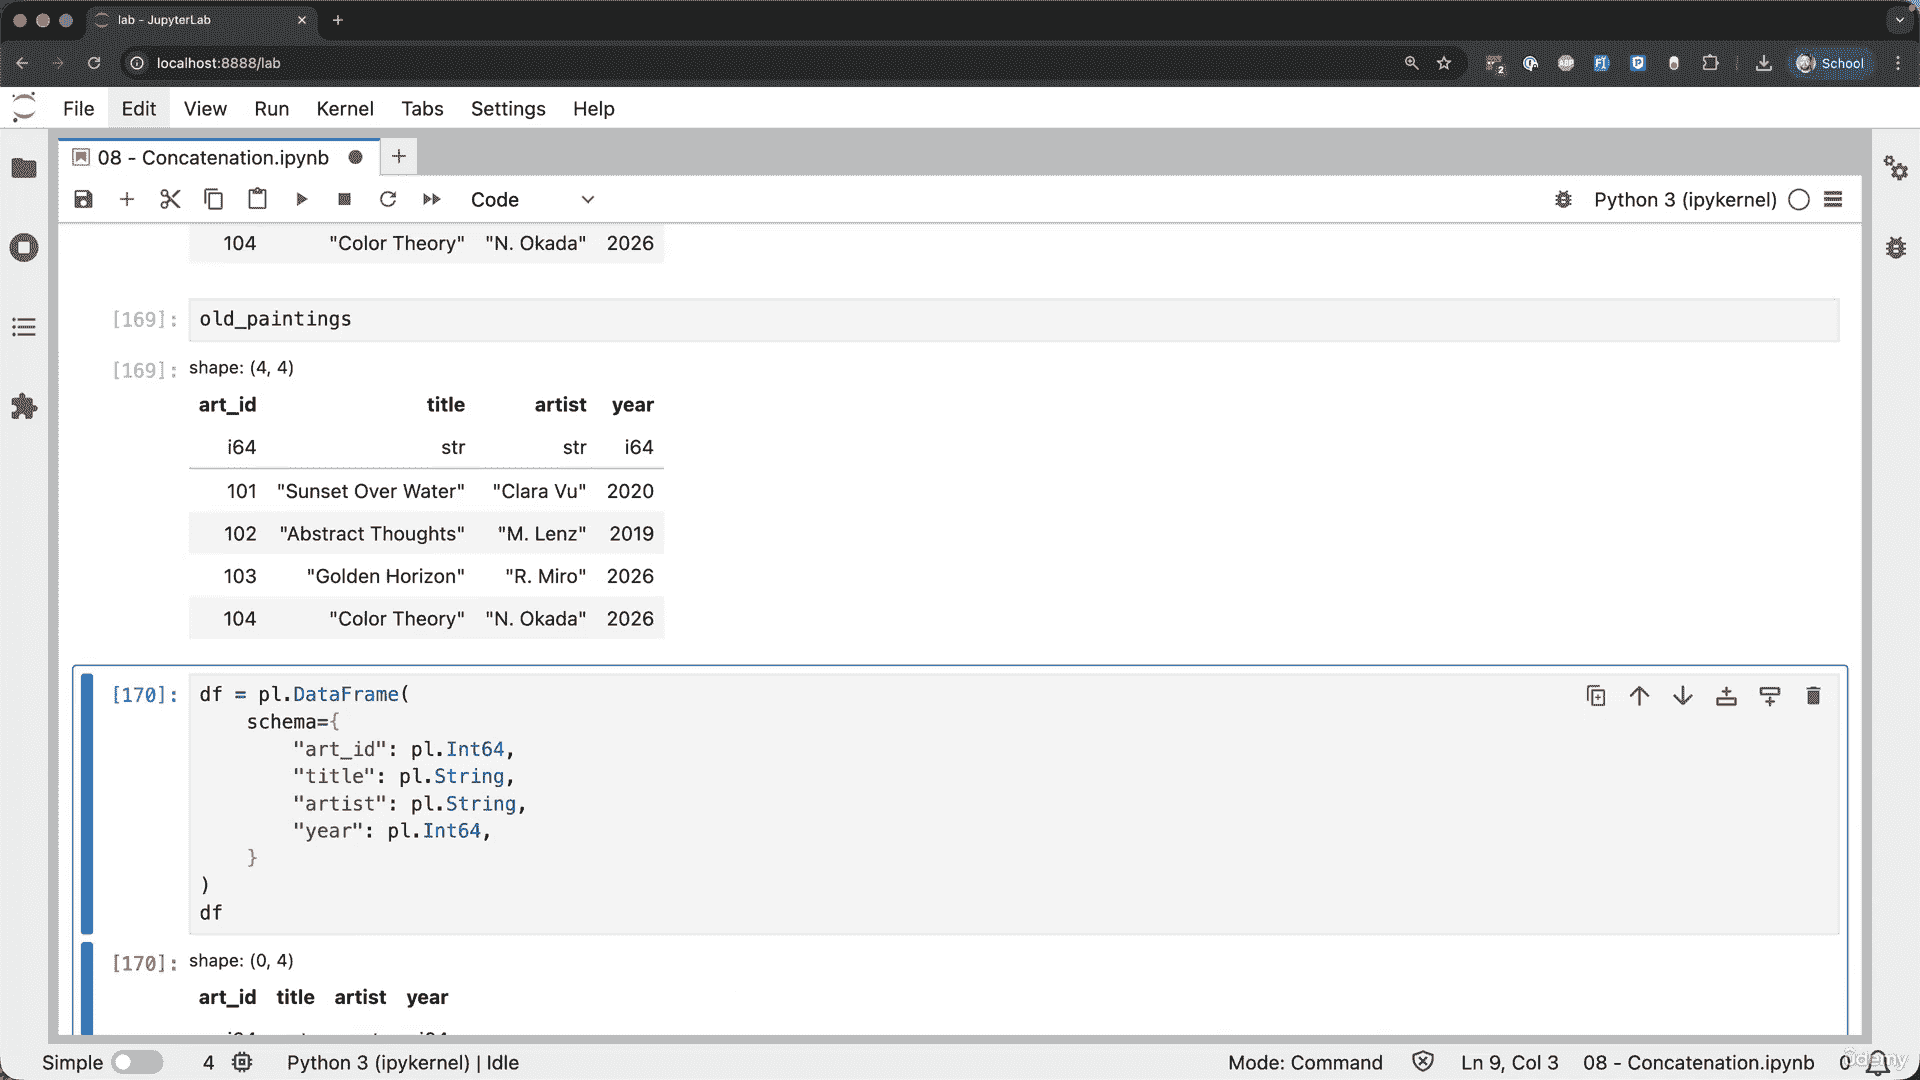 lab - JupyterLab
localhost:8888/lab
2
ABP
School
File Edit View Run Kernel Tabs Settings Help
08 - Concatenation.ipynb
Code
Python 3 (ipykernel)
104 "Color Theory" "N. Okada" 2026
[169]: old_paintings
[169]: shape: (4, 4)
art_id title artist year
i64 str str i64
101 "Sunset Over Water" "Clara Vu" 2020
102 "Abstract Thoughts" "M. Lenz" 2019
103 "Golden Horizon" "R. Miro" 2026
104 "Color Theory" "N. Okada" 2026
[170]: df = pl.DataFrame(
schema={
"art_id": pl.Int64,
"title": pl.String,
"artist": pl.String,
"year": pl.Int64,
}
)
df
[170]: shape: (0, 4)
art_id title artist year
Simple 4 Python 3 (ipykernel) | Idle Mode: Command Ln 9, Col 3 08 - Concatenation.ipynb 0
udemy